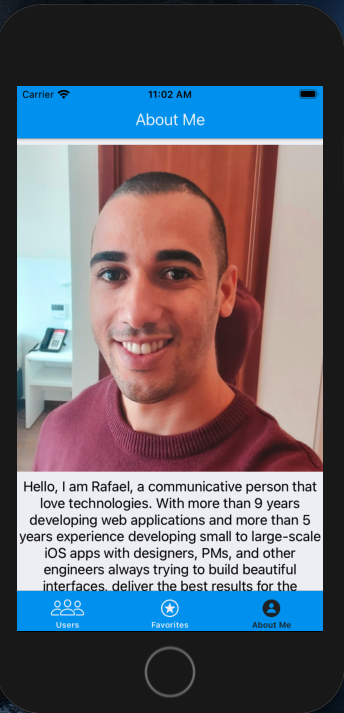 Carrier 11:02 AM
About Me
Hello, I am Rafael, a communicative person that
love technologies. With more than 9 years
developing web applications and more than 5
years experience developing small to large-scale
iOS apps with designers, PMs, and other
engineers always trying to build beautiful
interfaces, deliver the best results for the
Users Favorites About Me